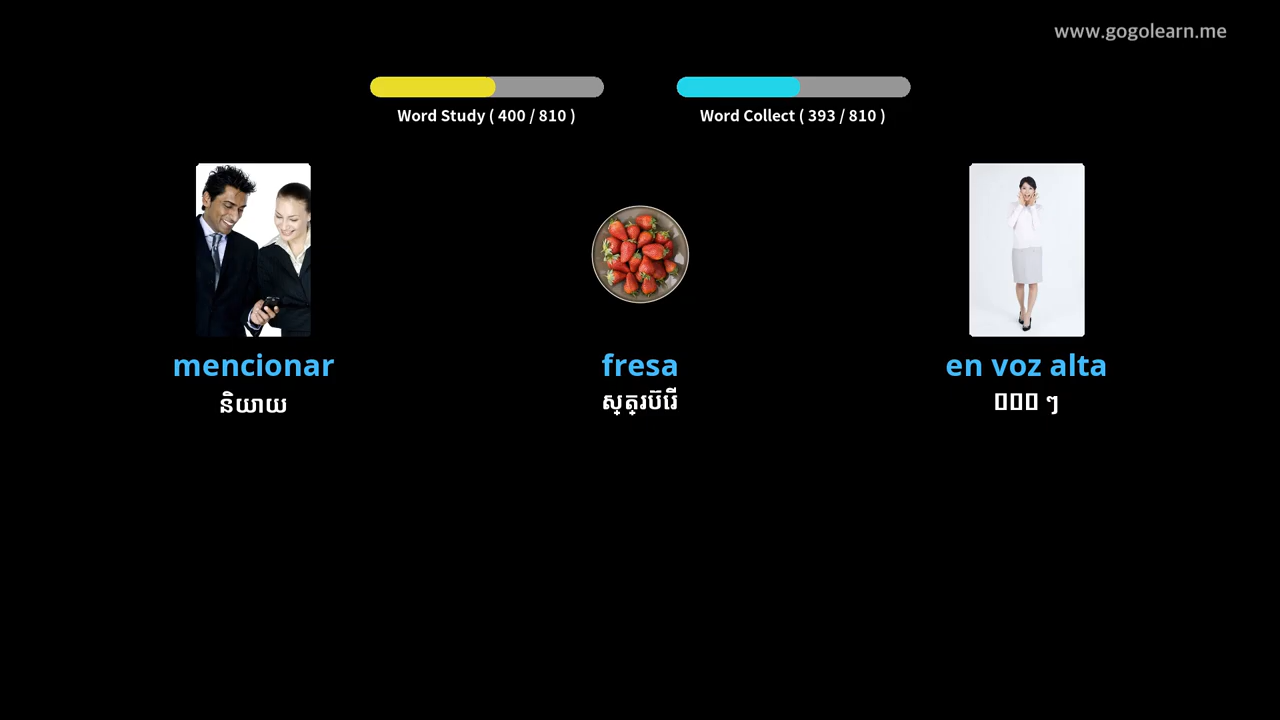 www.gogolearn.me
Word Study ( 400 / 810 )
Word Collect ( 393 / 810 )
mencionar
fresa
en voz alta
និយាយ
ស្ត្របឺរី
ៗ